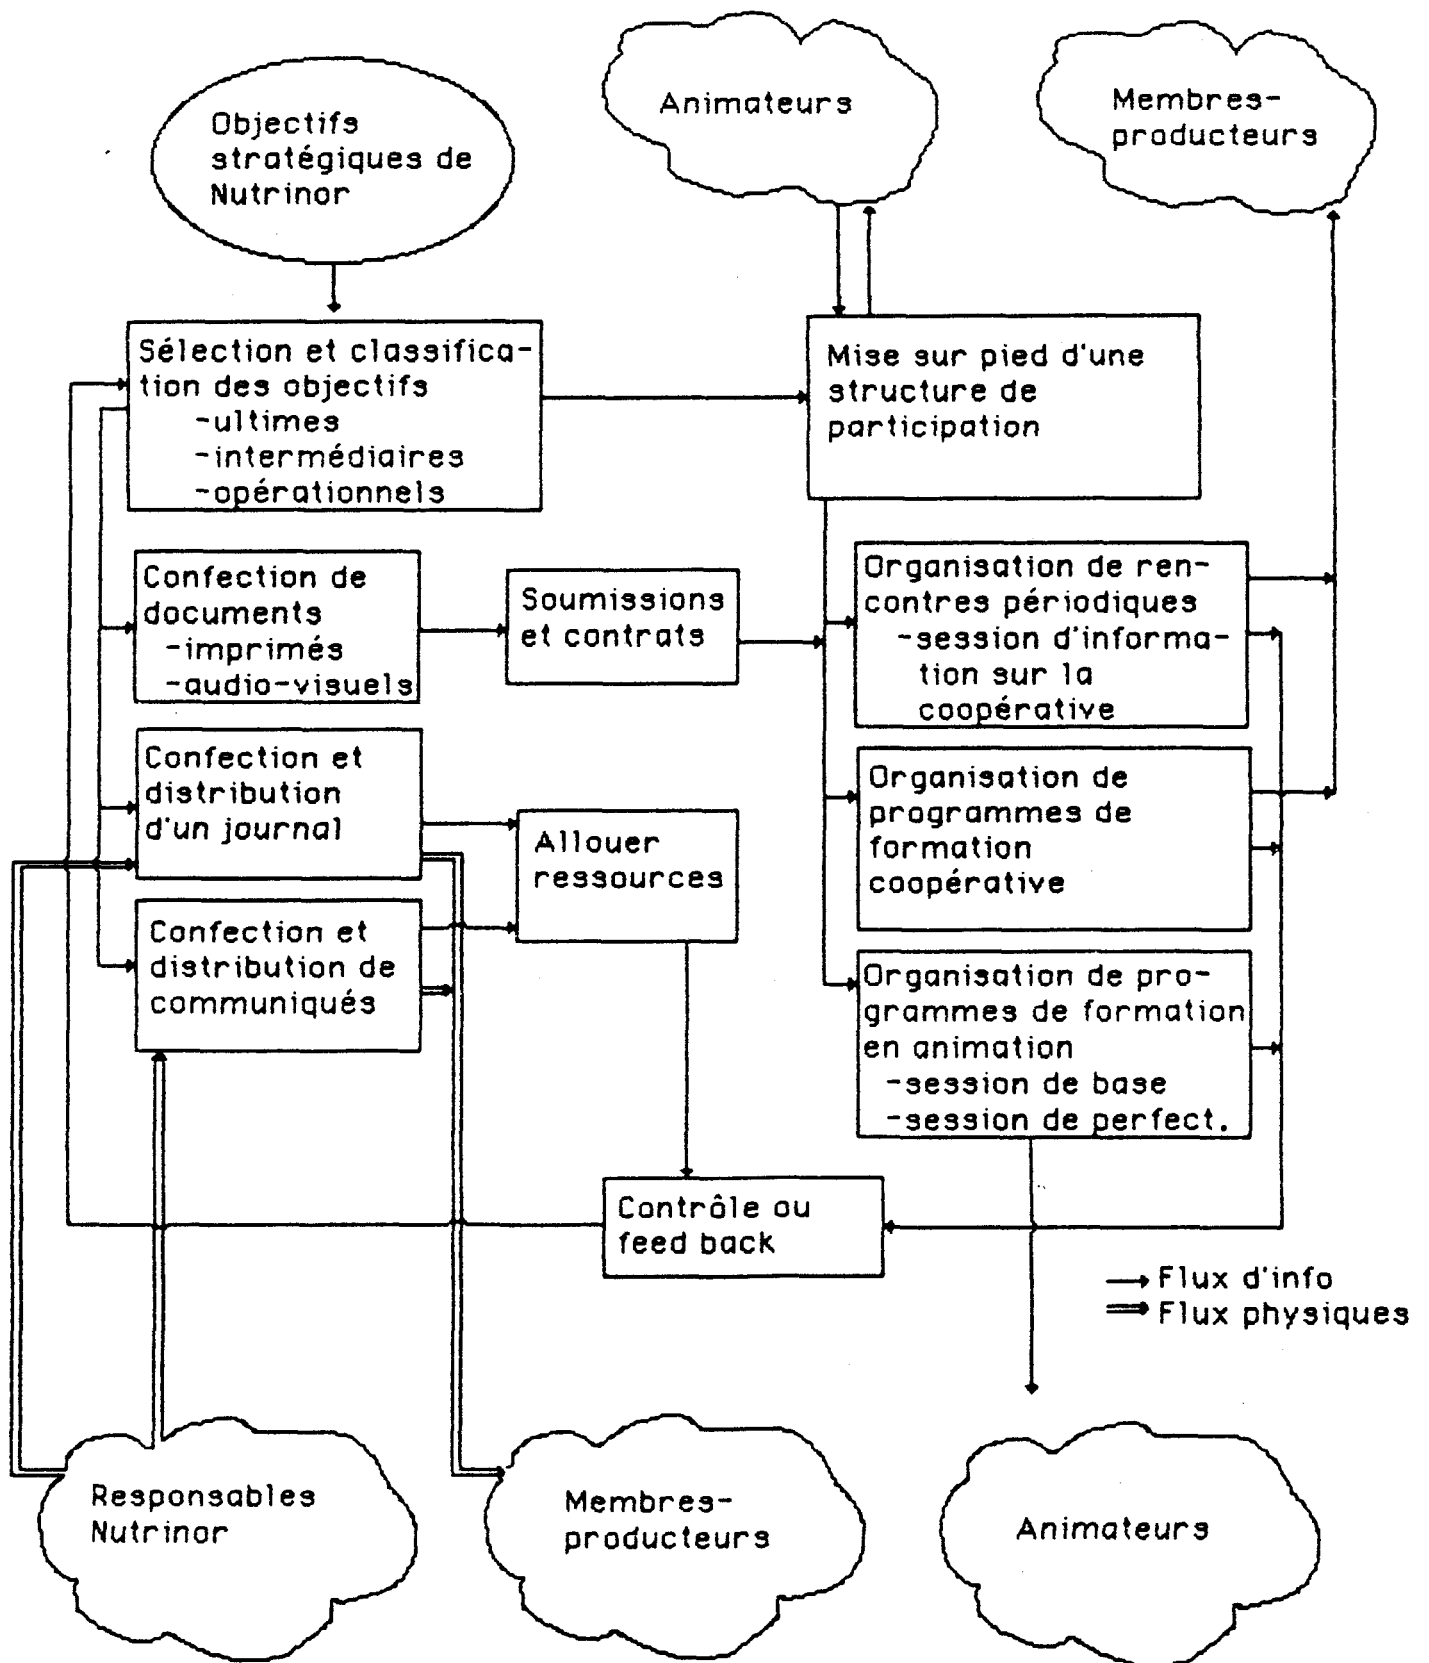 Objectifs
stratégiques de
Nutrinor
Animateurs
Membres-
producteurs
Sélection et classifica-
tion des objectifs
-ultimes
-intermédiaires
-opérationnels
Mise sur pied d'une
structure de
participation
Confection de
documents
-imprimés
-audio-visuels
Soumissions
et contrats
Organisation de ren-
contres périodiques
-session d'informa-
tion sur la
coopérative
Confection et
distribution
d'un journal
Allouer
ressources
Organisation de
programmes de
formation
coopérative
Confection et
distribution de
communiqués
Organisation de pro-
grammes de formation
en animation
-session de base
-session de perfect.
Contrôle ou
feed back
Flux d'info
Flux physiques
Responsables
Nutrinor
Membres-
producteurs
Animateurs